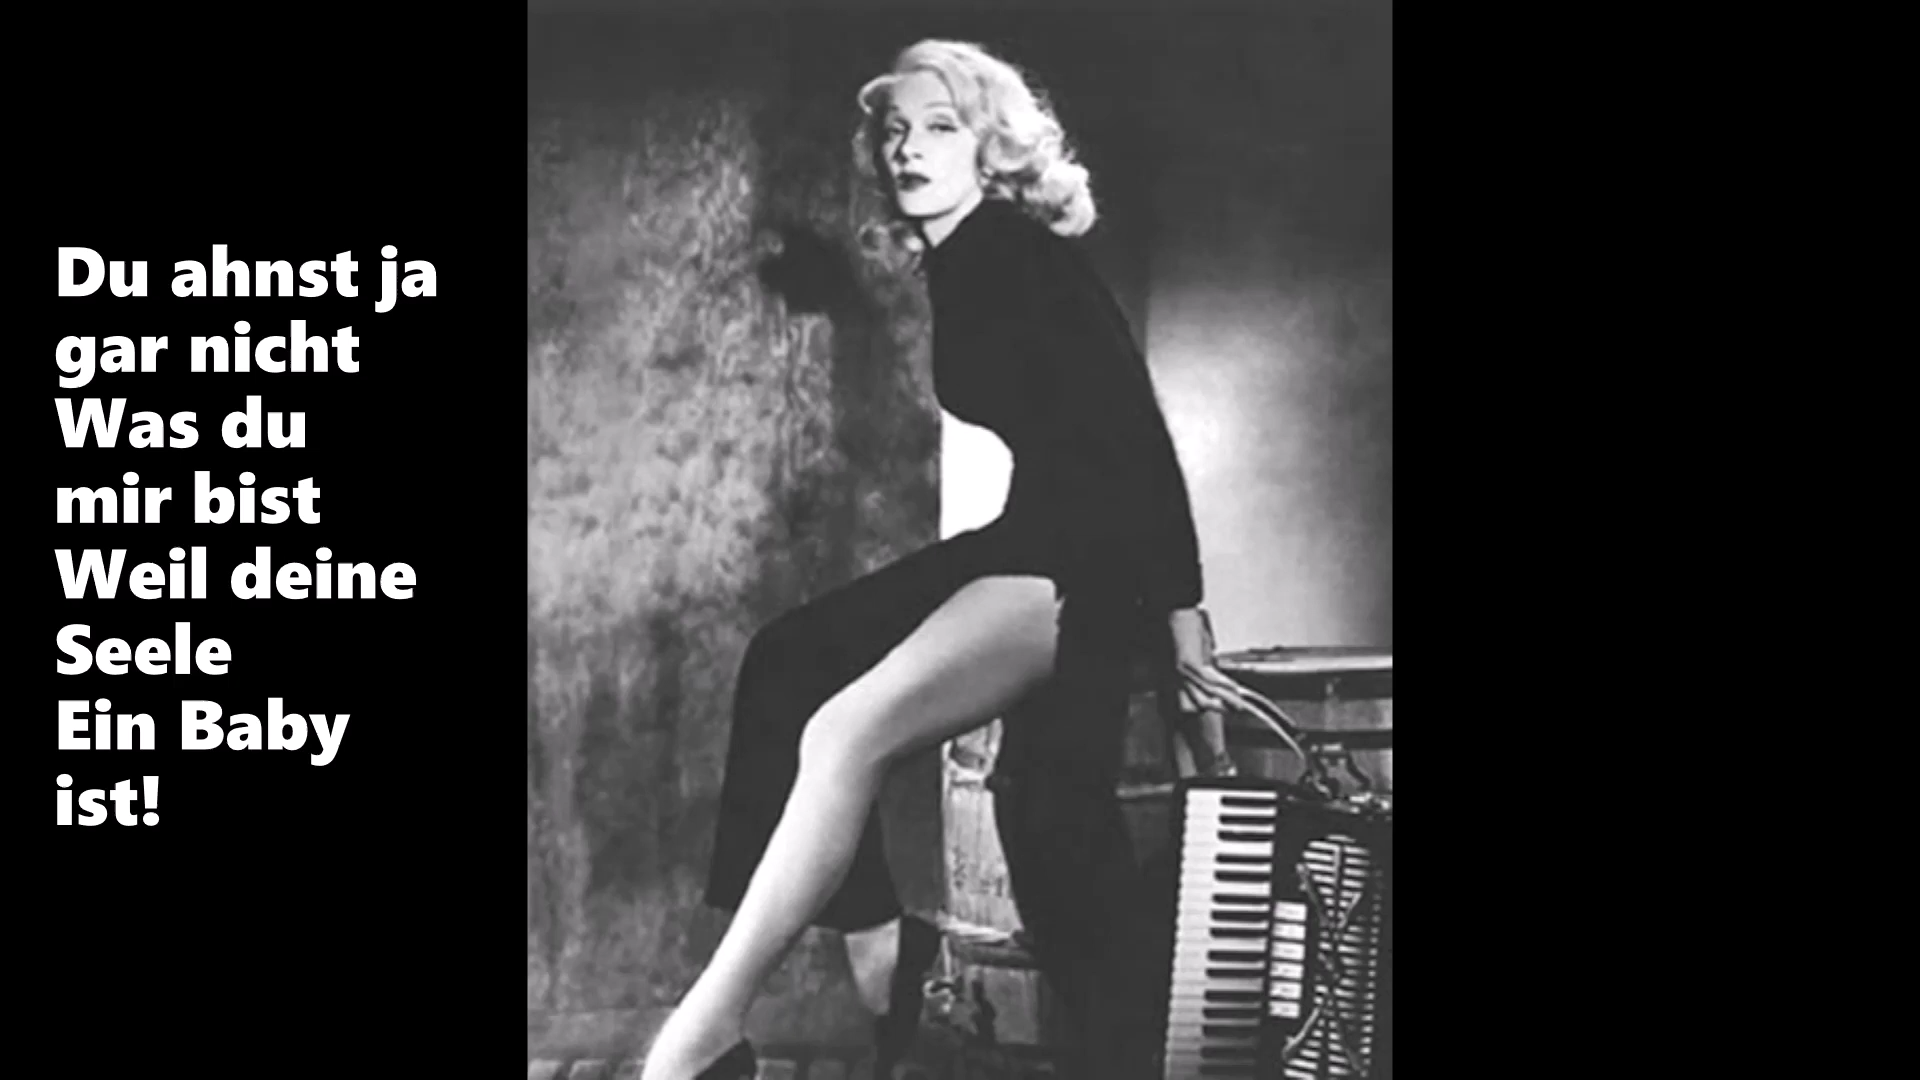 Du ahnst ja
gar nicht
Was du
mir bist
Weil deine
Seele
Ein Baby
ist!